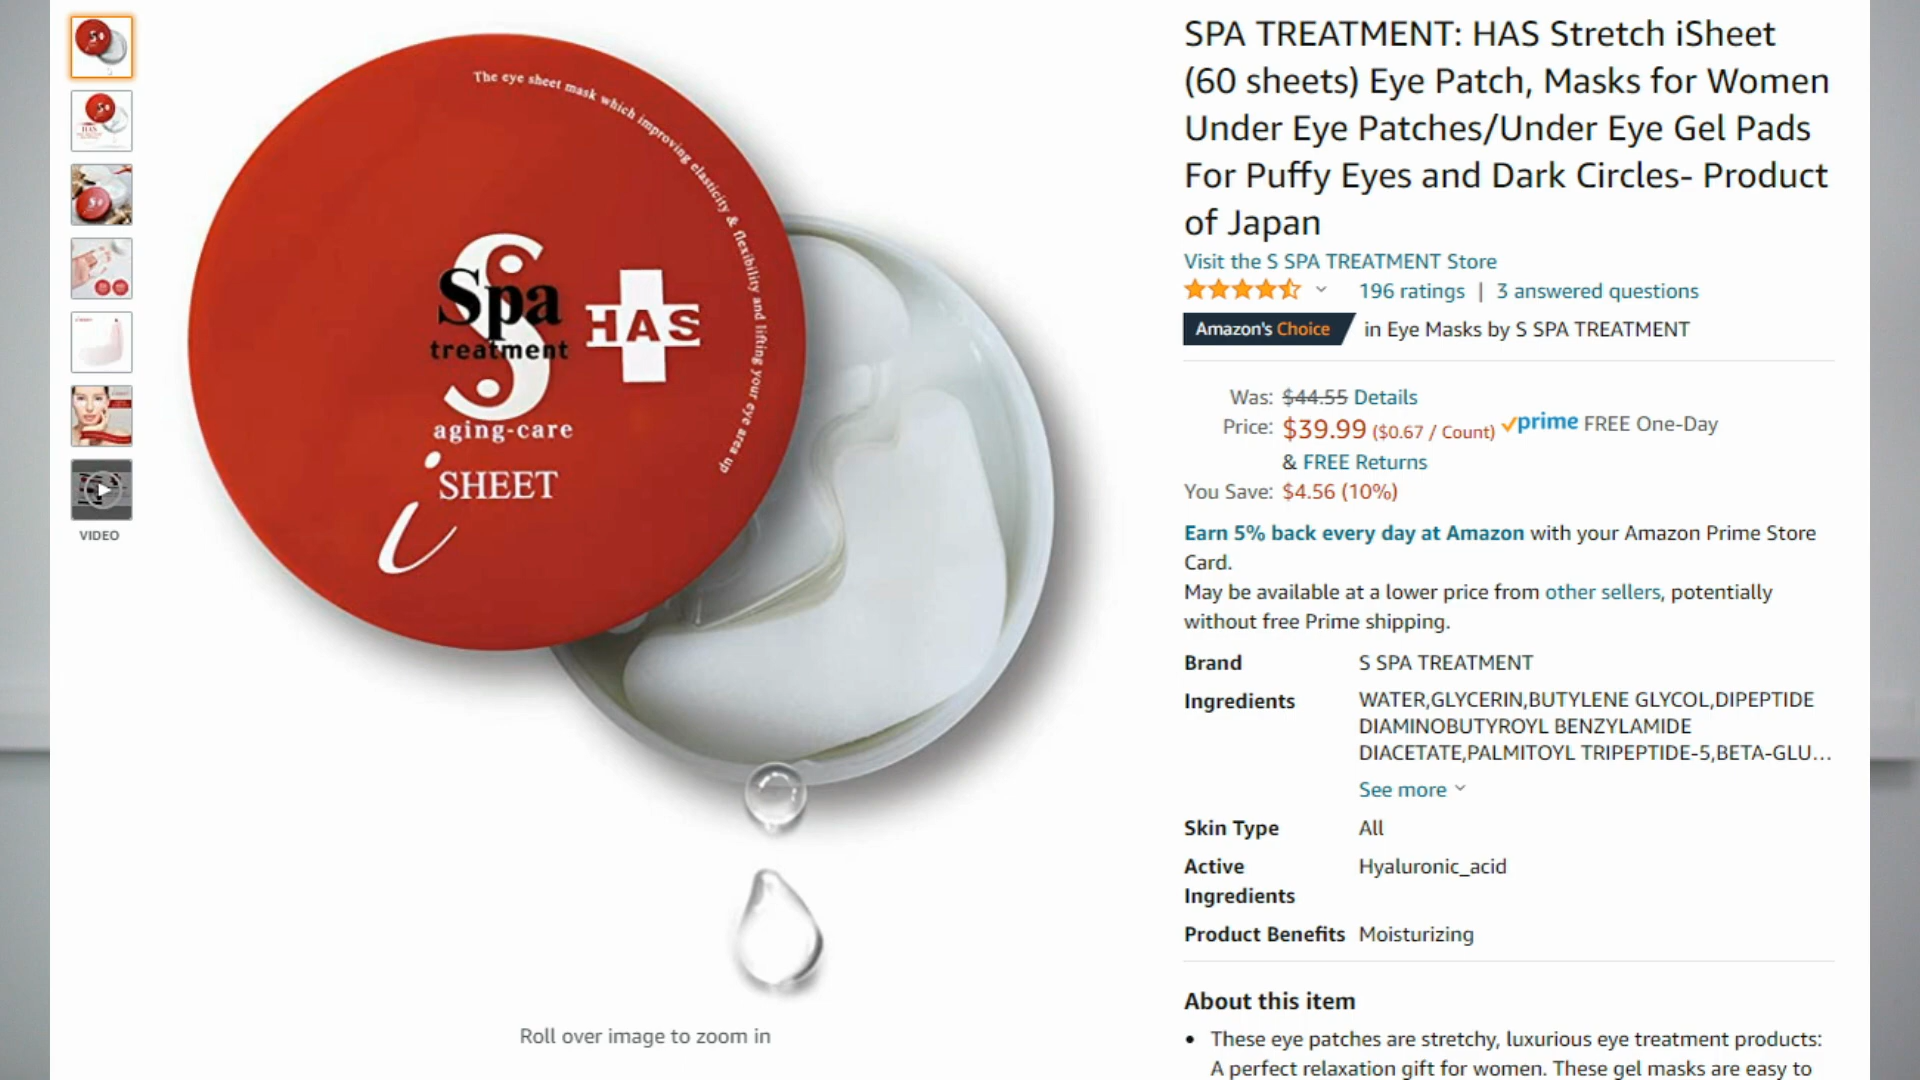 The eye sheet mask which improving elasticity & flexibility and lifting your eye area up
Spa
treatment
HAS
aging-care
i SHEET
VIDEO
Roll over image to zoom in
SPA TREATMENT: HAS Stretch iSheet
(60 sheets) Eye Patch, Masks for Women
Under Eye Patches/Under Eye Gel Pads
For Puffy Eyes and Dark Circles- Product
of Japan
Visit the S SPA TREATMENT Store
196 ratings | 3 answered questions
Amazon's Choice in Eye Masks by S SPA TREATMENT
Was: $44.55 Details
Price: $39.99 ($0.67 / Count) prime FREE One-Day
& FREE Returns
You Save: $4.56 (10%)
Earn 5% back every day at Amazon with your Amazon Prime Store
Card.
May be available at a lower price from other sellers, potentially
without free Prime shipping.
Brand S SPA TREATMENT
Ingredients WATER,GLYCERIN,BUTYLENE GLYCOL,DIPEPTIDE
DIAMINOBUTYROYL BENZYLAMIDE
DIACETATE,PALMITOYL TRIPEPTIDE-5,BETA-GLU...
See more
Skin Type All
Active Hyaluronic_acid
Ingredients
Product Benefits Moisturizing
About this item
• These eye patches are stretchy, luxurious eye treatment products:
A perfect relaxation gift for women. These gel masks are easy to